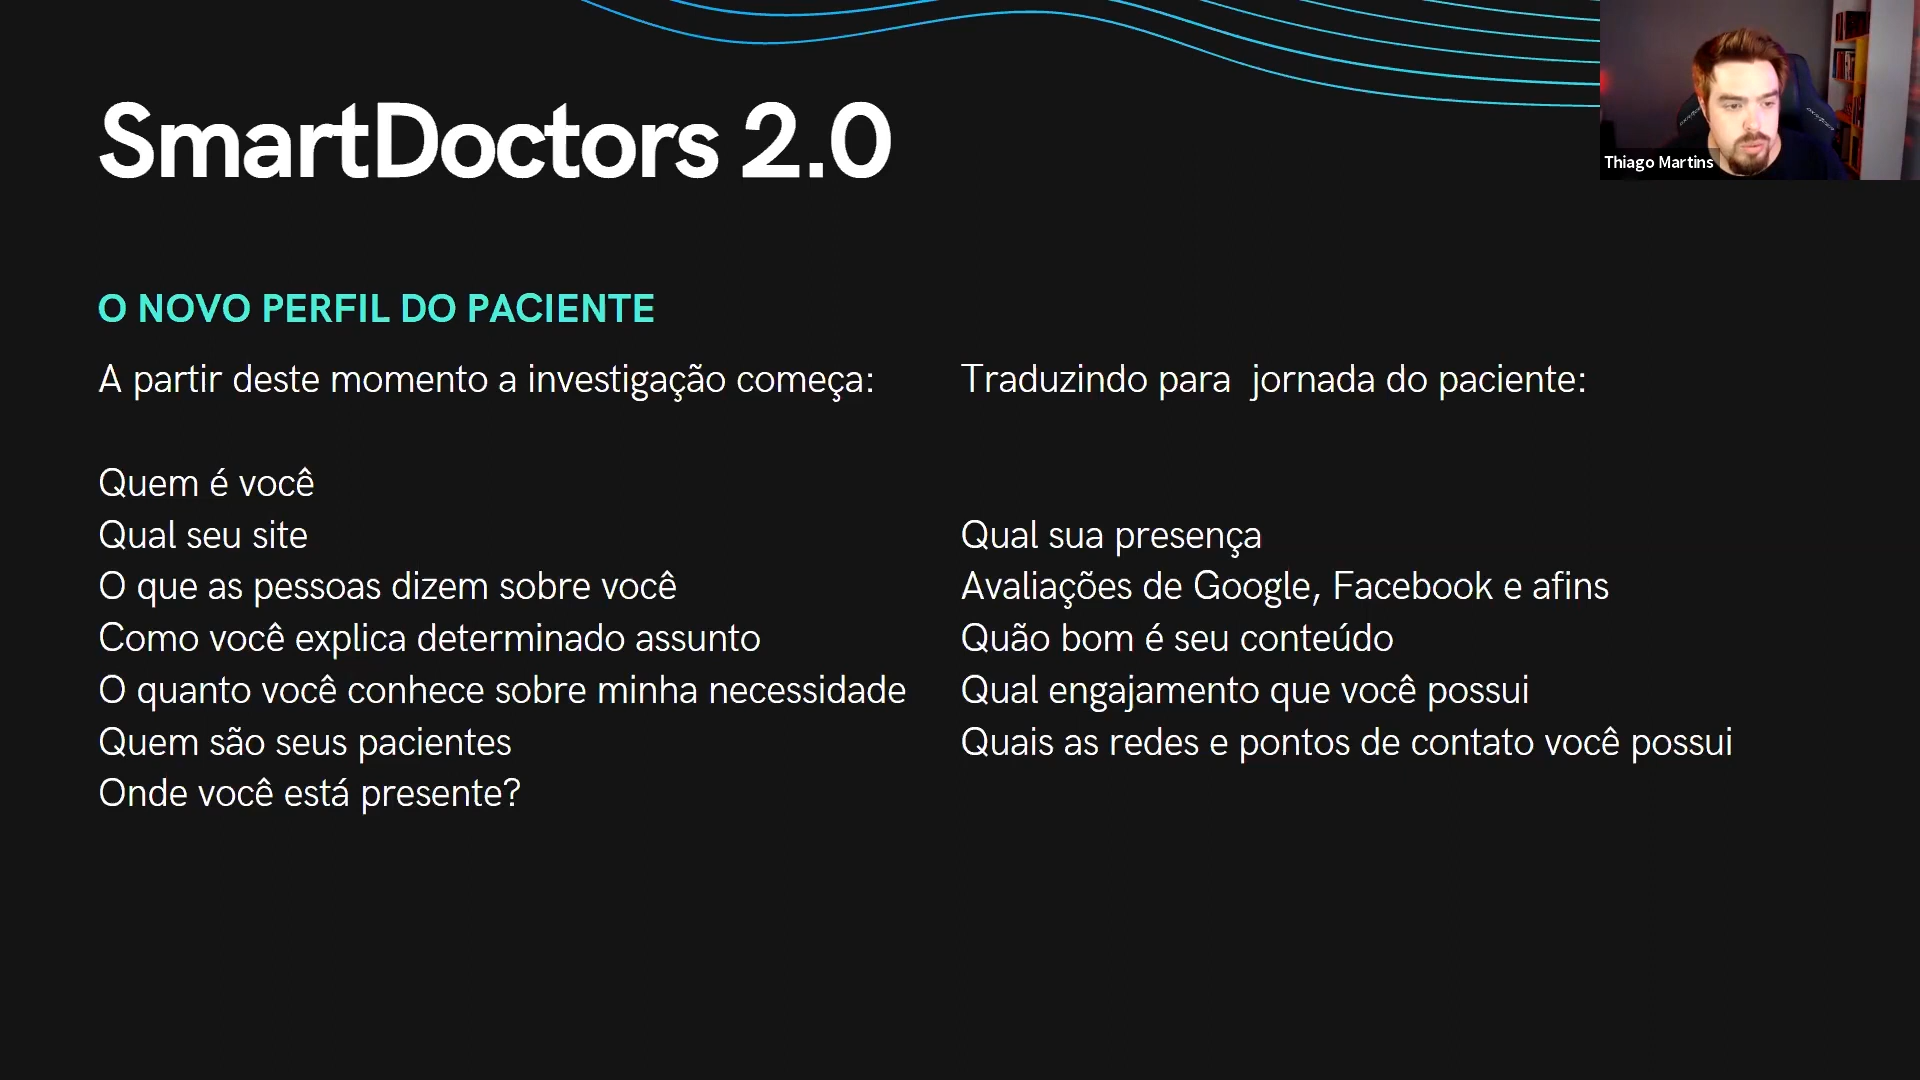 SmartDoctors 2.0
Thiago Martins
O NOVO PERFIL DO PACIENTE
A partir deste momento a investigação começa:
Quem é você
Qual seu site
O que as pessoas dizem sobre você
Como você explica determinado assunto
O quanto você conhece sobre minha necessidade
Quem são seus pacientes
Onde você está presente?
Traduzindo para  jornada do paciente:
Qual sua presença
Avaliações de Google, Facebook e afins
Quão bom é seu conteúdo
Qual engajamento que você possui
Quais as redes e pontos de contato você possui